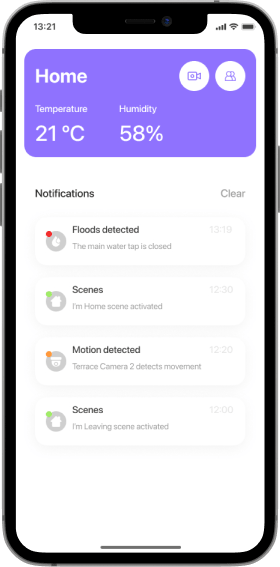 13:21
Home
Temperature Humidity
21 °C 58%
Notifications Clear
Floods detected 13:19
The main water tap is closed
Scenes 12:30
I'm Home scene activated
Motion detected 12:20
Terrace Camera 2 detects movement
Scenes 12:00
I'm Leaving scene activated